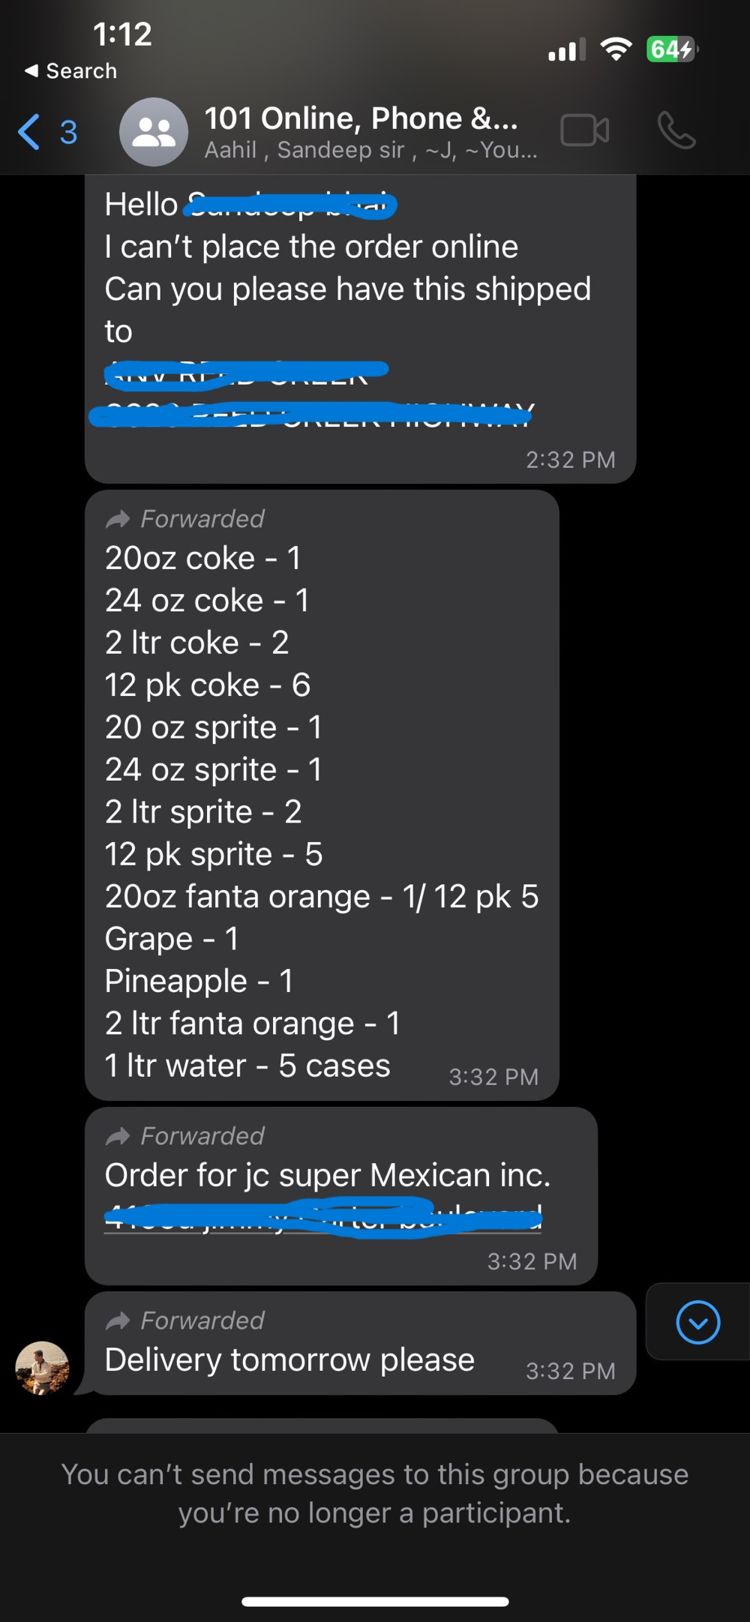 1:12
64
Search
3
101 Online, Phone &...
Aahil , Sandeep sir , ~J, ~You...
Hello
I can't place the order online
Can you please have this shipped
to
2:32 PM
Forwarded
20oz coke - 1
24 oz coke - 1
2 ltr coke - 2
12 pk coke - 6
20 oz sprite - 1
24 oz sprite - 1
2 ltr sprite - 2
12 pk sprite - 5
20oz fanta orange - 1/ 12 pk 5
Grape - 1
Pineapple - 1
2 ltr fanta orange - 1
1 ltr water - 5 cases
3:32 PM
Forwarded
Order for jc super Mexican inc.
3:32 PM
Forwarded
Delivery tomorrow please
3:32 PM
You can't send messages to this group because
you're no longer a participant.